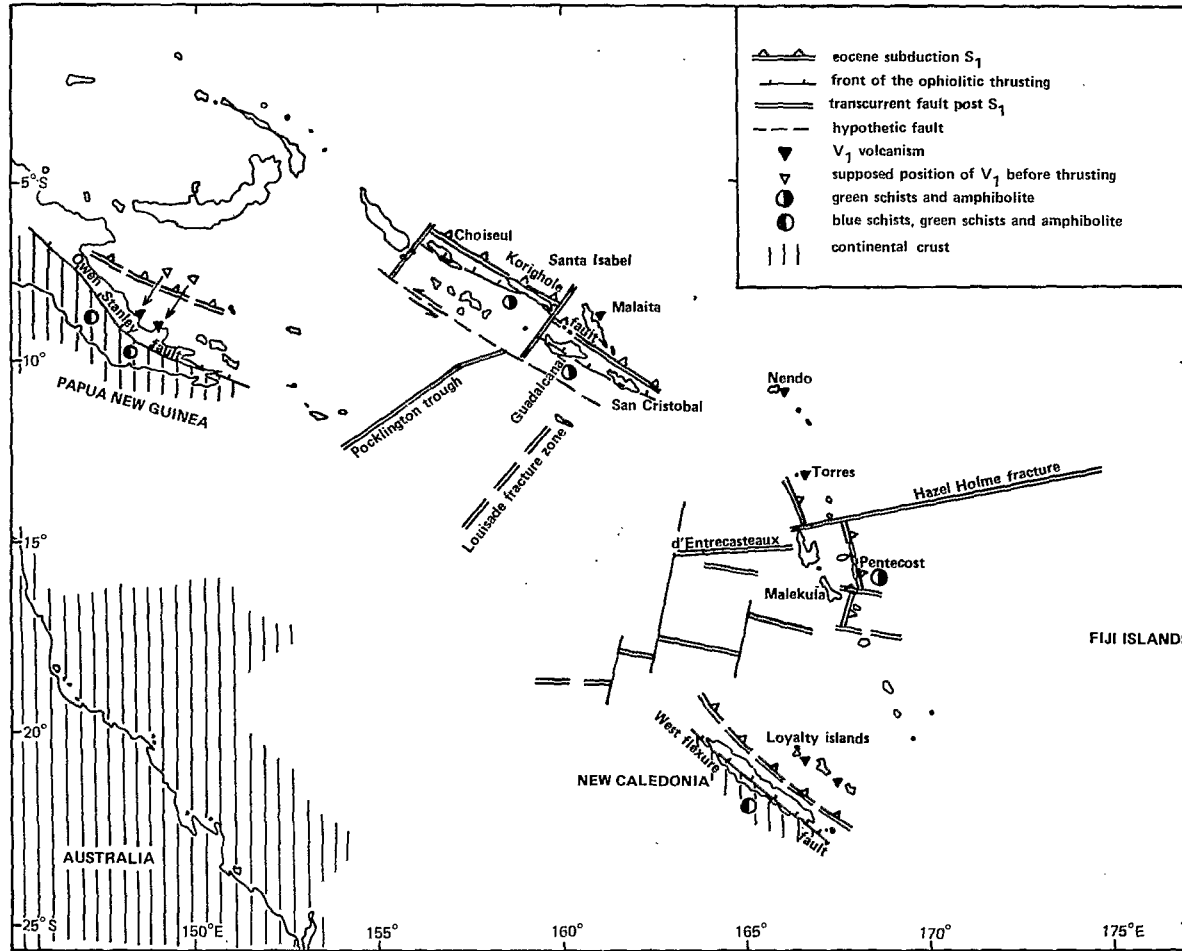 eocene subduction S1
front of the ophiolitic thrusting
transcurrent fault post S1
hypothetic fault
V1 volcanism
supposed position of V1 before thrusting
green schists and amphibolite
blue schists, green schists and amphibolite
continental crust
5°S
Choiseul
Korighole
fault
Santa Isabel
Malaita
Owen Stanley
fault
10°
PAPUA NEW GUINEA
Guadalcanal
San Cristobal
Pocklington trough
Louisade fracture zone
Nendo
Torres
Hazel Holme fracture
15°
d'Entrecasteaux
Pentecost
Malekula
FIJI ISLANDS
20°
West flexure
fault
Loyalty islands
NEW CALEDONIA
AUSTRALIA
25°S
150°E
155°
160°
165°
170°
175°E